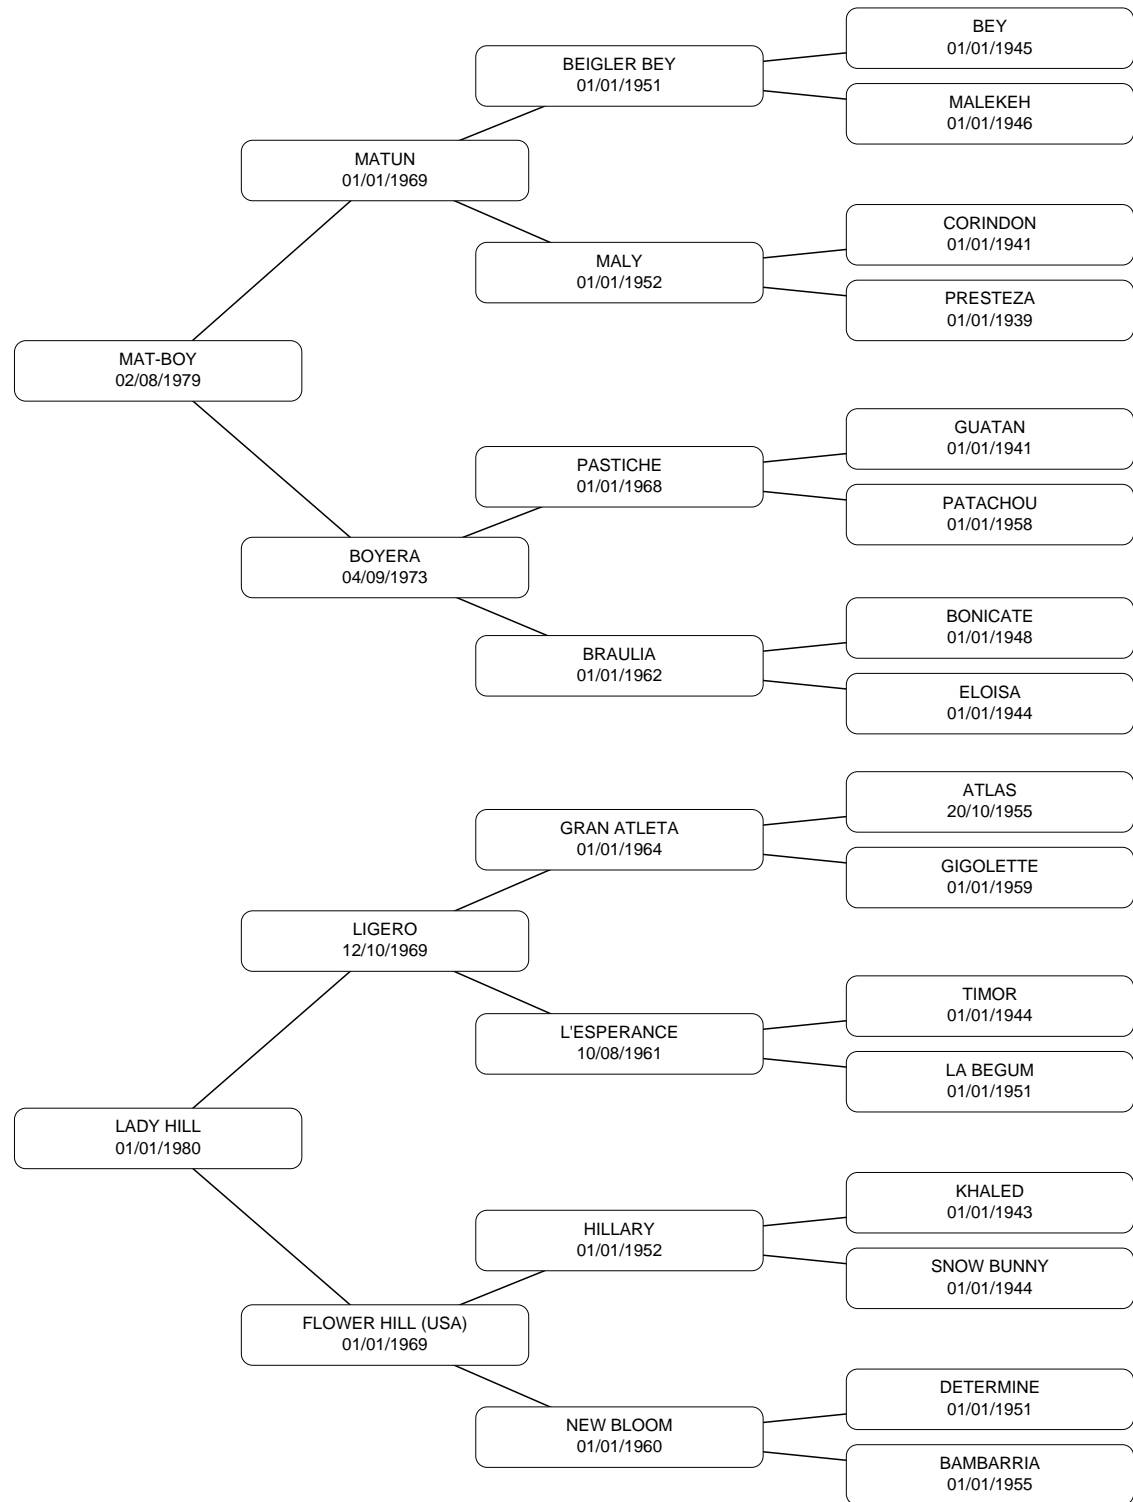 BEY
01/01/1945
BEIGLER BEY
01/01/1951
MALEKEH
01/01/1946
MATUN
01/01/1969
CORINDON
01/01/1941
MALY
01/01/1952
PRESTEZA
01/01/1939
MAT-BOY
02/08/1979
GUATAN
01/01/1941
PASTICHE
01/01/1968
PATACHOU
01/01/1958
BOYERA
04/09/1973
BONICATE
01/01/1948
BRAULIA
01/01/1962
ELOISA
01/01/1944
ATLAS
20/10/1955
GRAN ATLETA
01/01/1964
GIGOLETTE
01/01/1959
LIGERO
12/10/1969
TIMOR
01/01/1944
L'ESPERANCE
10/08/1961
LA BEGUM
01/01/1951
LADY HILL
01/01/1980
KHALED
01/01/1943
HILLARY
01/01/1952
SNOW BUNNY
01/01/1944
FLOWER HILL (USA)
01/01/1969
DETERMINE
01/01/1951
NEW BLOOM
01/01/1960
BAMBARRIA
01/01/1955